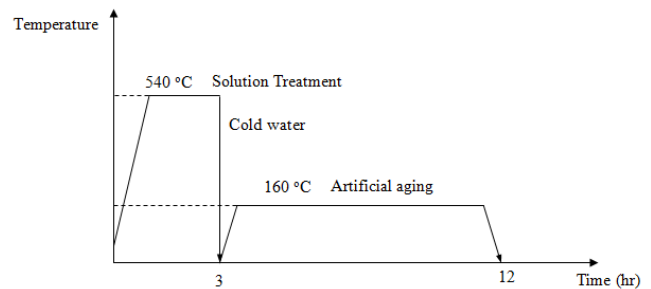 Temperature
540 °C Solution Treatment
Cold water
160 °C Artificial aging
3
12
Time (hr)